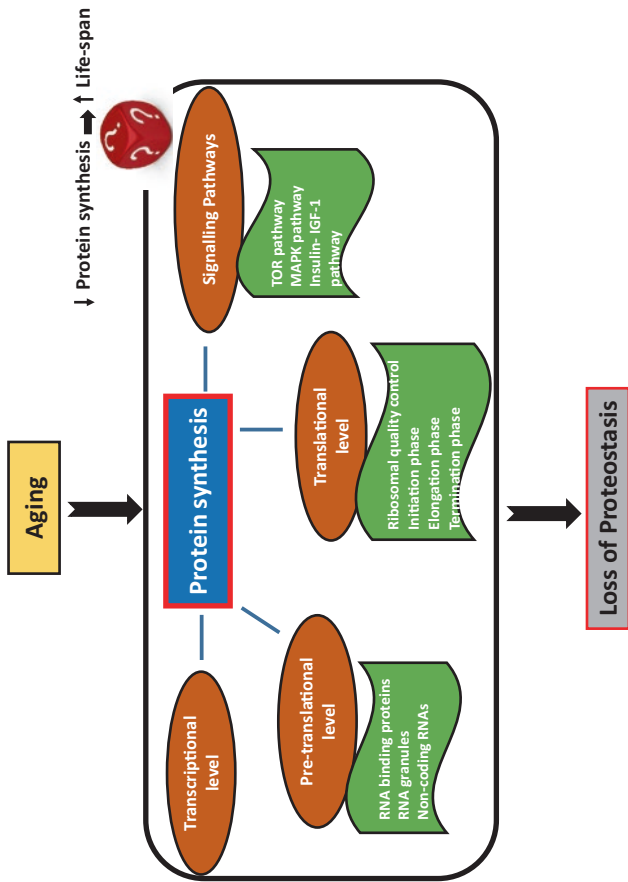 ↓ Protein synthesis → ↑ Life-span
Aging
? ? ?
Protein synthesis
Transcriptional
level
Pre-translational
level
RNA binding proteins
RNA granules
Non-coding RNAs
Translational
level
Ribosomal quality control
Initiation phase
Elongation phase
Termination phase
Signalling Pathways
TOR pathway
MAPK pathway
Insulin- IGF-1
pathway
Loss of Proteostasis